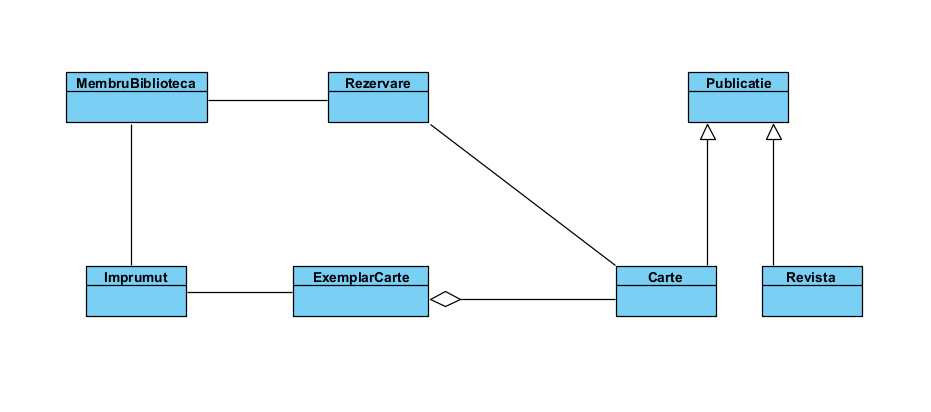 MembruBiblioteca
Rezervare
Publicatie
Imprumut
ExemplarCarte
Carte
Revista